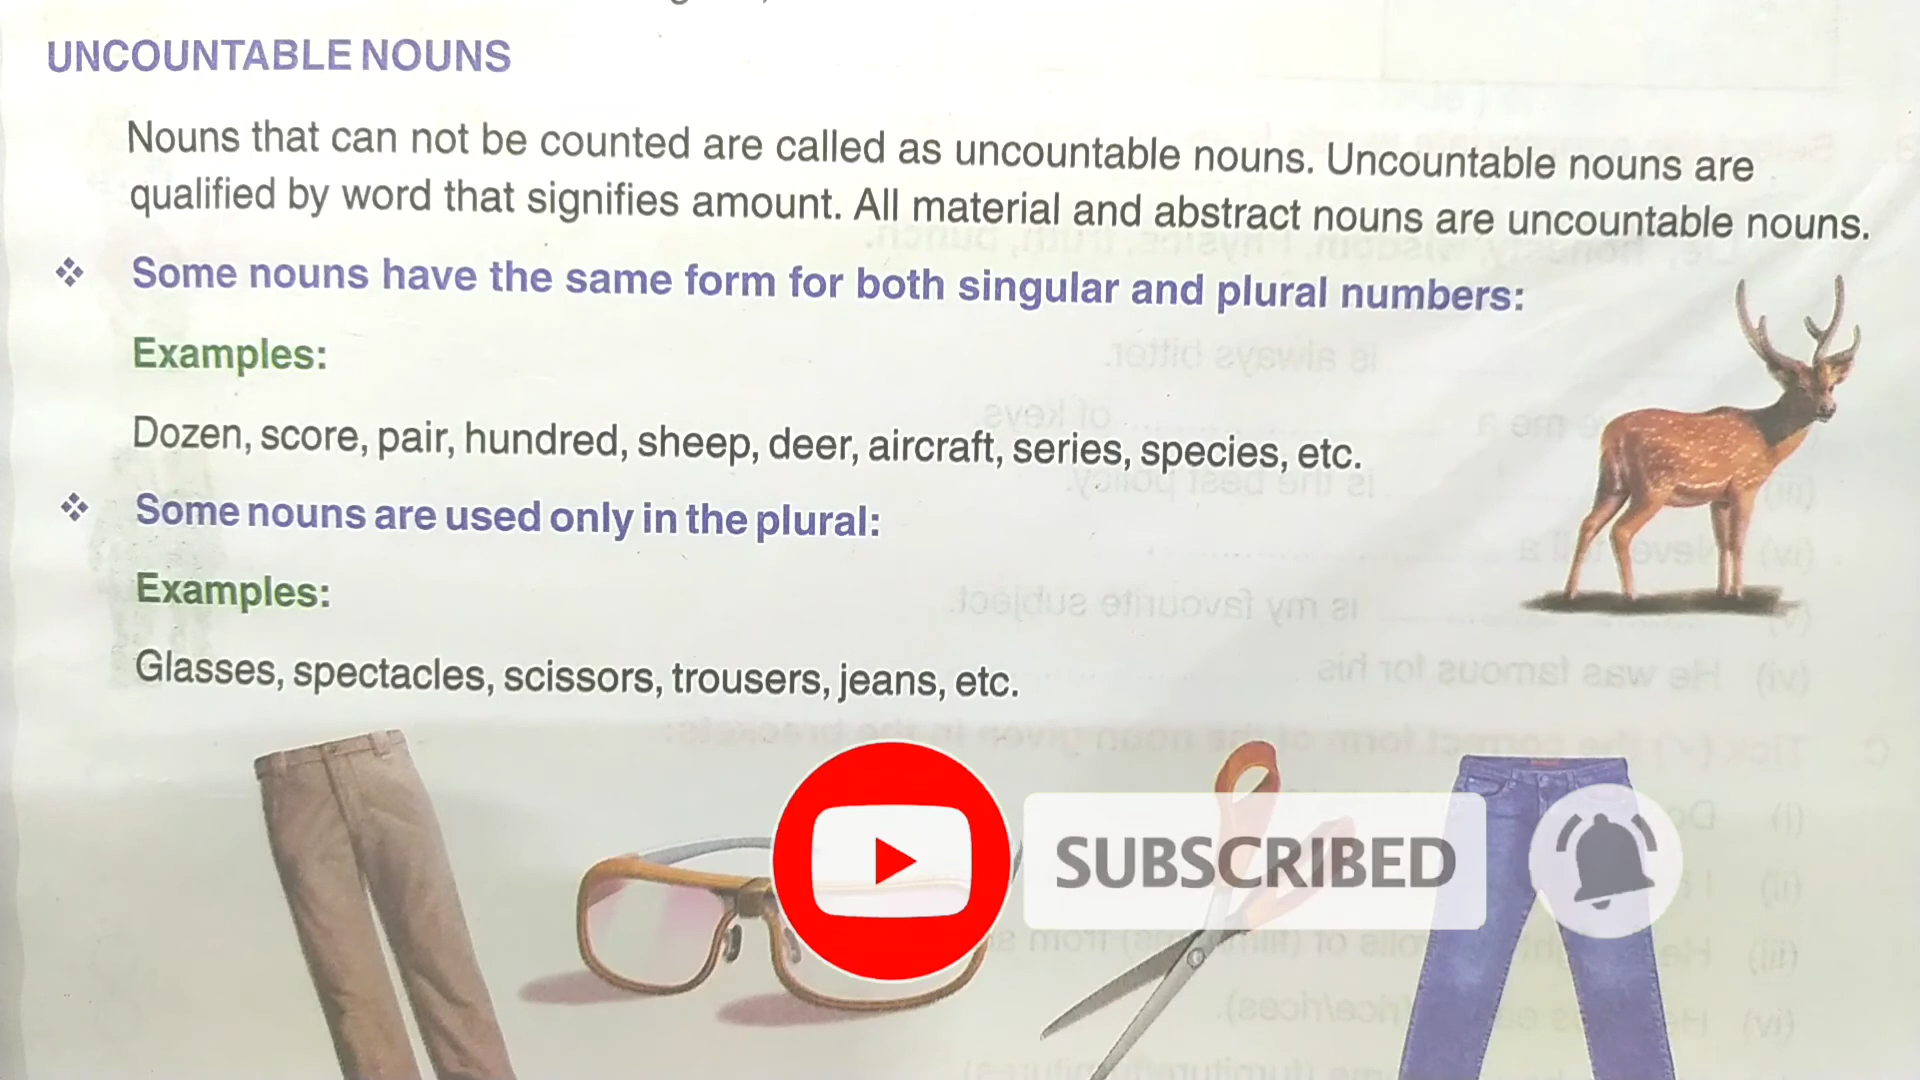 UNCOUNTABLE NOUNS
Nouns that can not be counted are called as uncountable nouns. Uncountable nouns are
qualified by word that signifies amount. All material and abstract nouns are uncountable nouns.
❖ Some nouns have the same form for both singular and plural numbers:
Examples:
Dozen, score, pair, hundred, sheep, deer, aircraft, series, species, etc.
❖ Some nouns are used only in the plural:
Examples:
Glasses, spectacles, scissors, trousers, jeans, etc.
SUBSCRIBED